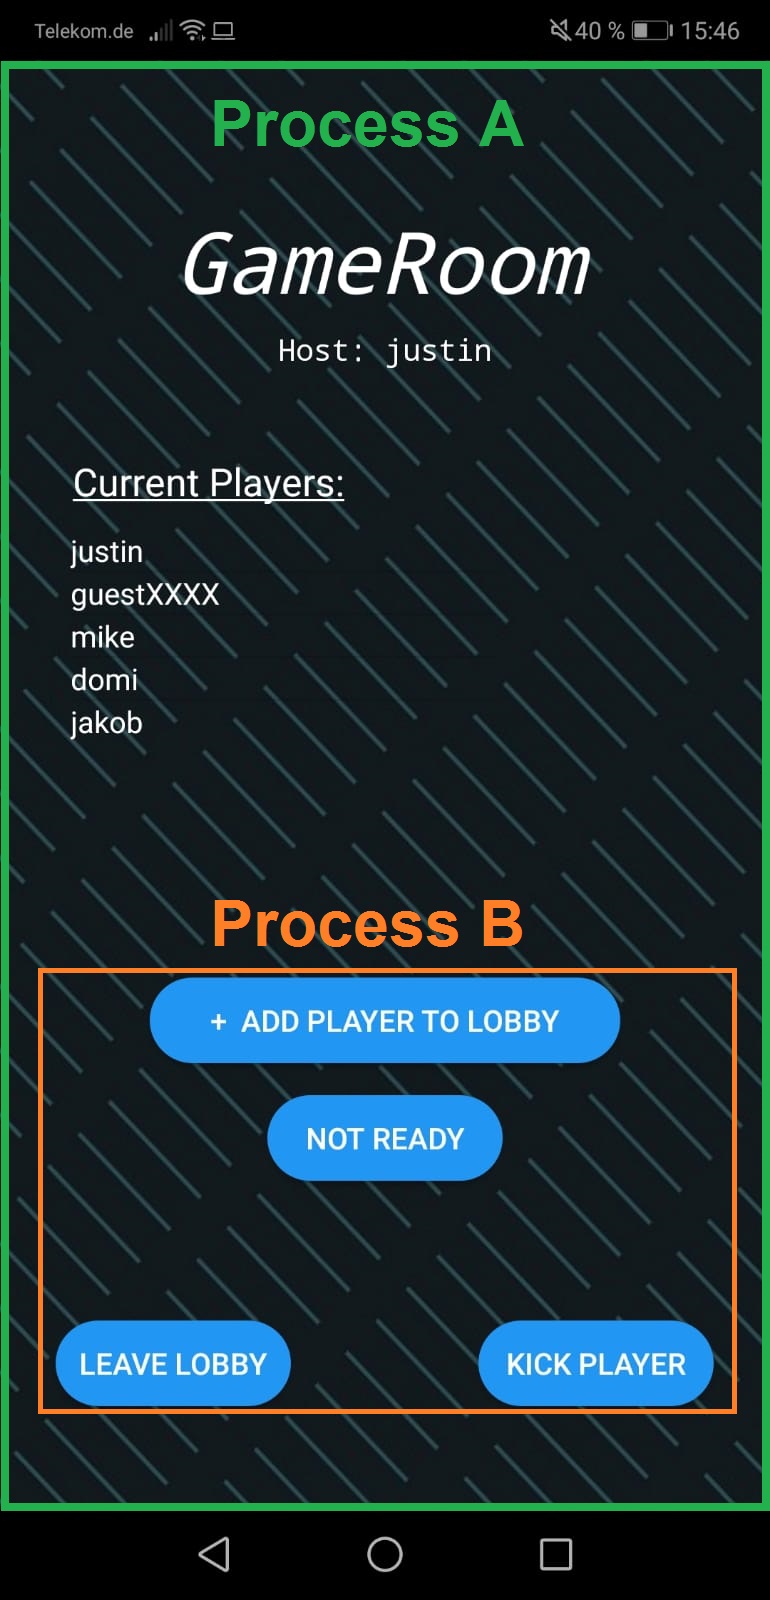 Telekom.de 40 % 15:46
Process A
GameRoom
Host: justin
Current Players:
justin
guestXXXX
mike
domi
jakob
Process B
+ ADD PLAYER TO LOBBY
NOT READY
LEAVE LOBBY KICK PLAYER